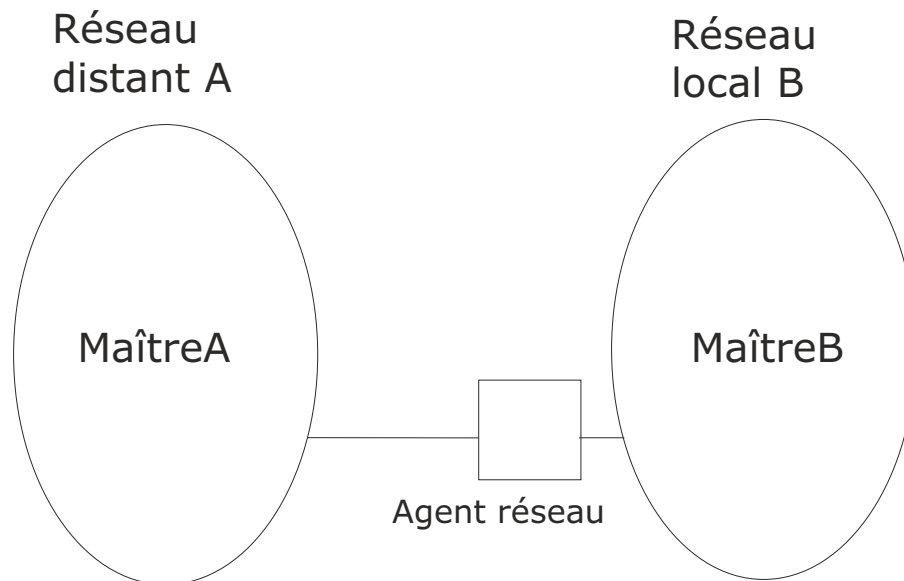 Réseau
distant A
Réseau
local B
MaîtreA
MaîtreB
Agent réseau